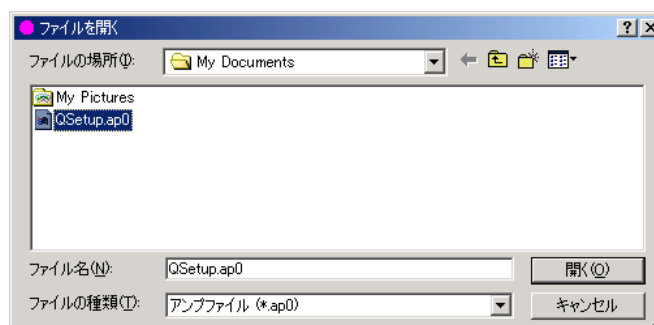 ファイルを開く
ファイルの場所(I):
My Documents
My Pictures
QSetup.ap0
ファイル名(N):
QSetup.ap0
開く(O)
ファイルの種類(T):
アンプファイル (*.ap0)
キャンセル